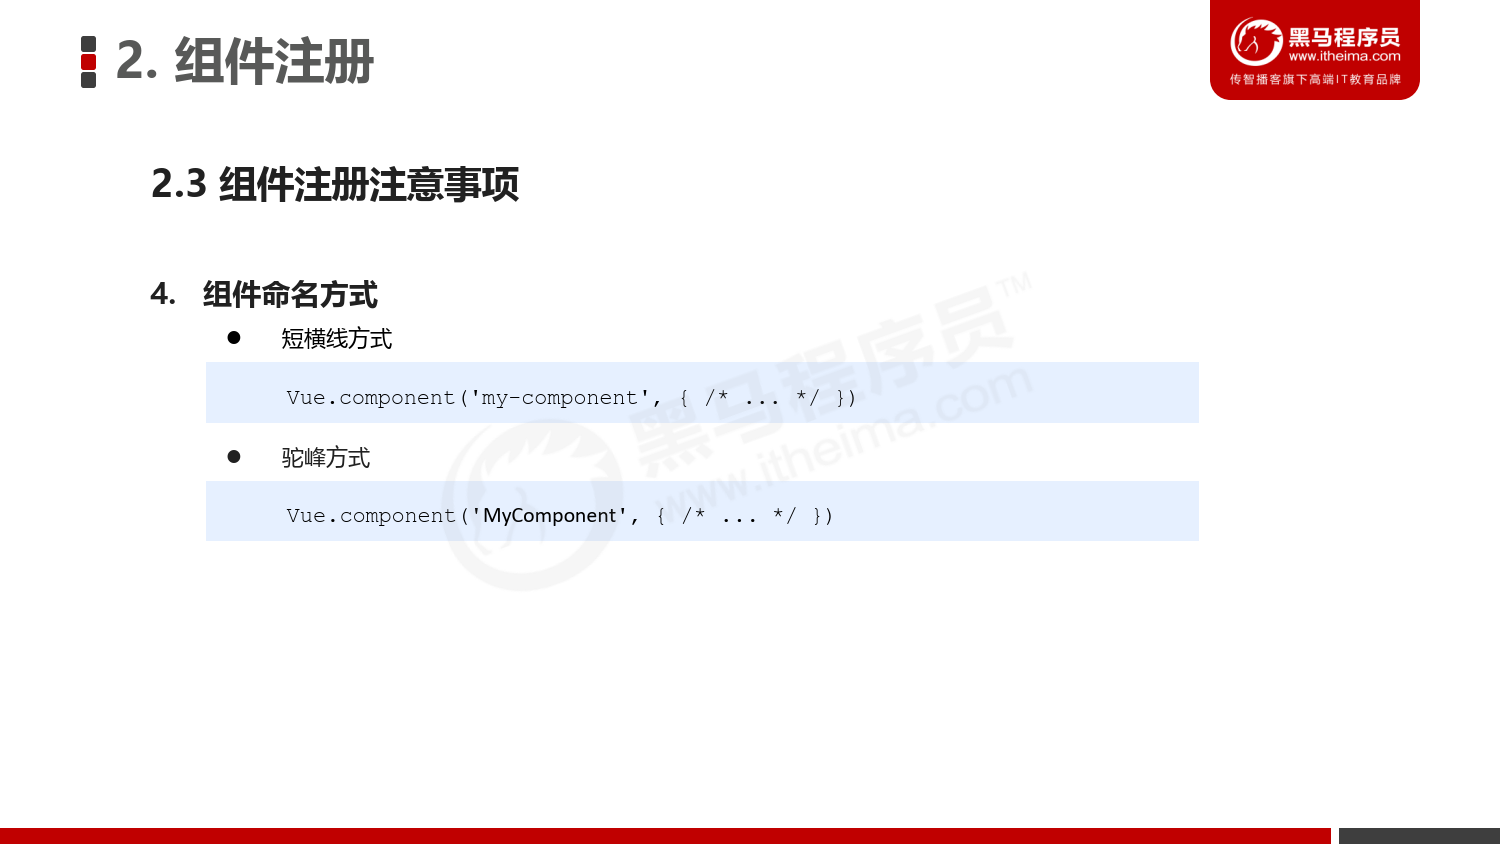 2. 组件注册
黑马程序员
www.itheima.com
传智播客旗下高端IT教育品牌
2.3 组件注册注意事项
4. 组件命名方式
● 短横线方式
Vue.component('my-component', { /* ... */ })
● 驼峰方式
Vue.component('MyComponent', { /* ... */ })
黑马程序员™
www.itheima.com